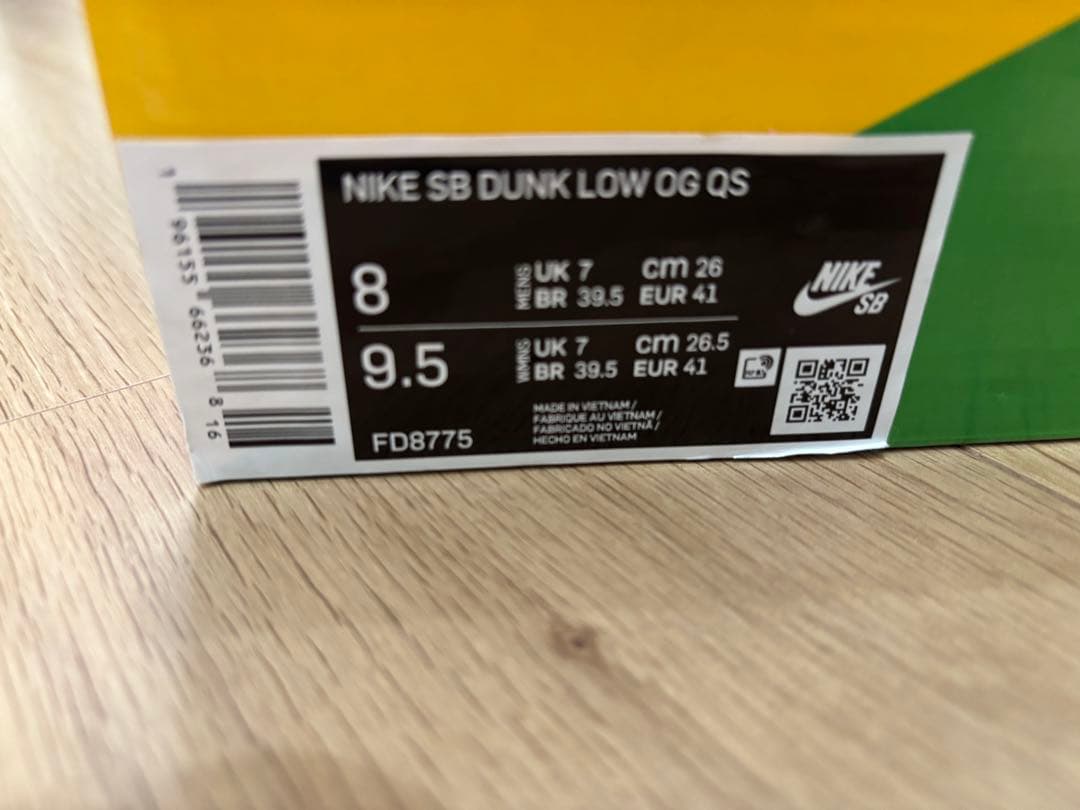 NIKE SB DUNK LOW OG QS
8
MENS
UK 7 cm 26
BR 39.5 EUR 41
9.5
WMNS
UK 7 cm 26.5
BR 39.5 EUR 41
MADE IN VIETNAM /
FABRIQUE AU VIETNAM /
FABRICADO NO VIETNÃ /
HECHO EN VIETNAM
FD8775
NIKE
SB
1 96155 66236 8 16